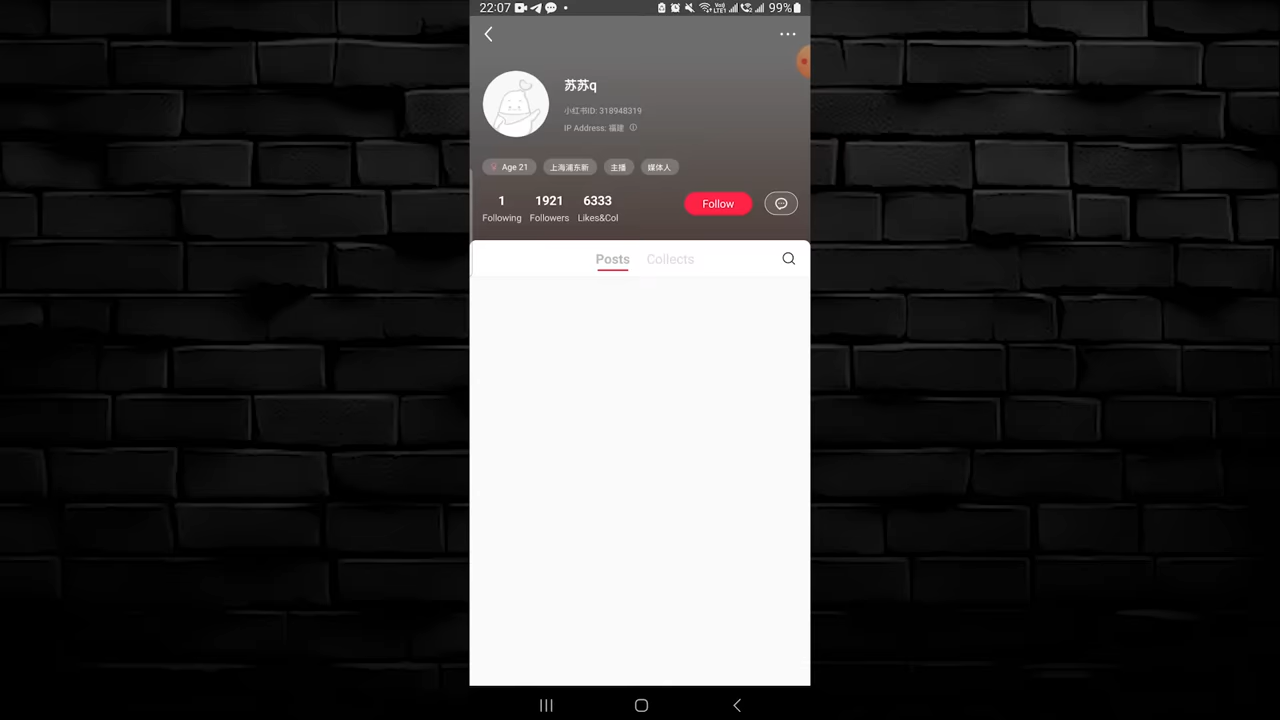 22:07 99%
苏苏q
小红书ID: 318948319
IP Address: 福建
Age 21 上海浦东新 主播 媒体人
1 1921 6333
Following Followers Likes&Col
Follow
Posts Collects